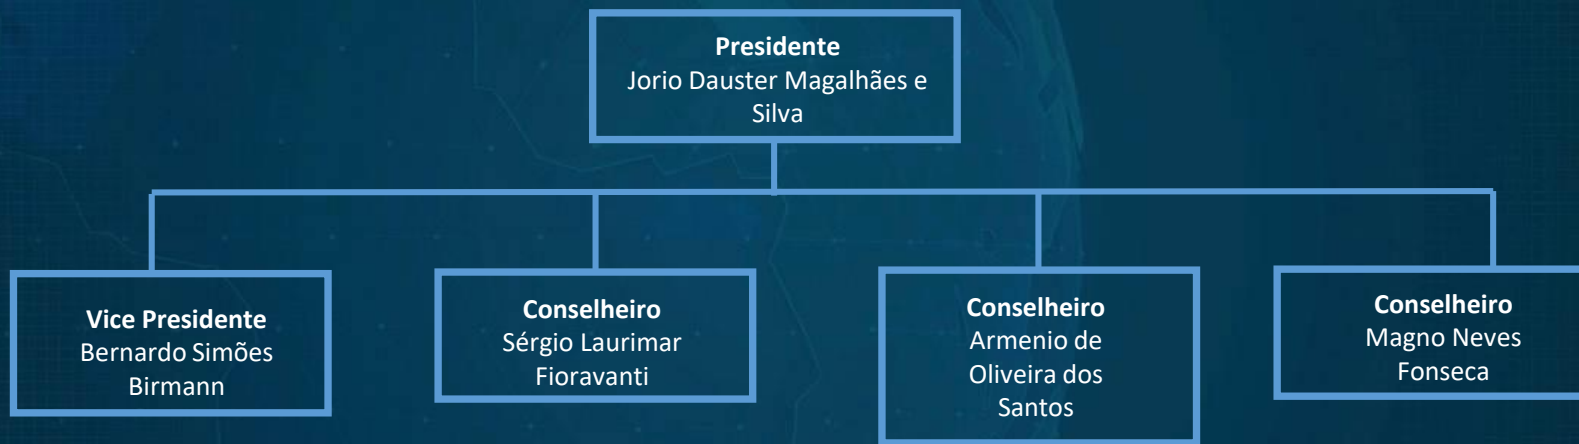 Presidente
Jorio Dauster Magalhães e
Silva
Vice Presidente
Bernardo Simões
Birmann
Conselheiro
Sérgio Laurimar
Fioravanti
Conselheiro
Armenio de
Oliveira dos
Santos
Conselheiro
Magno Neves
Fonseca